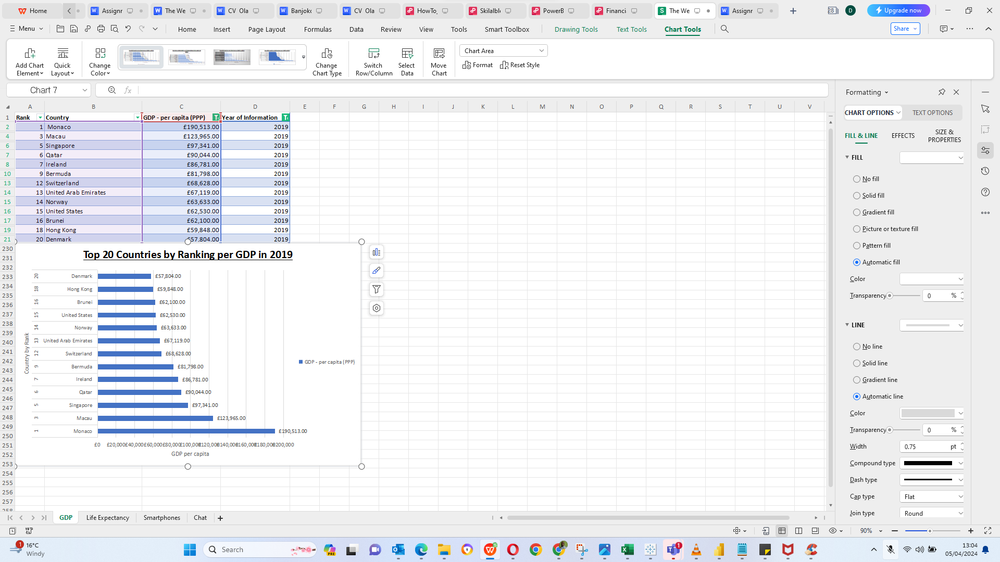 Home Assignr The We CV_Ola Banjoko CV_Ola HowTo_ Skilalbl PowerB Financi The We Assignr 28 D Upgrade now
Menu Home Insert Page Layout Formulas Data Review View Tools Smart Toolbox Drawing Tools Text Tools Chart Tools Share
Add Chart Element Quick Layout Change Color Change Chart Type Switch Row/Column Select Data Move Chart Chart Area
Format Reset Style
Chart 7 fx
A B C D E F G H I J K L M N O P Q R S T U V
1 Rank Country GDP - per capita (PPP) Year of Information
2 1 Monaco £190,513.00 2019
4 3 Macau £123,965.00 2019
6 5 Singapore £97,341.00 2019
7 6 Qatar £90,044.00 2019
8 7 Ireland £86,781.00 2019
10 9 Bermuda £81,798.00 2019
13 12 Switzerland £68,628.00 2019
14 13 United Arab Emirates £67,119.00 2019
15 14 Norway £63,633.00 2019
16 15 United States £62,530.00 2019
17 16 Brunei £62,100.00 2019
19 18 Hong Kong £59,848.00 2019
21 20 Denmark £57,804.00 2019
230
231
232
233
234
235
236
237
238
239
240
241
242
243
244
245
246
247
248
249
250
251
252
253
254
255
256
257
258
Top 20 Countries by Ranking per GDP in 2019
20 Denmark £57,804.00
18 Hong Kong £59,848.00
16 Brunei £62,100.00
15 United States £62,530.00
14 Norway £63,633.00
13 United Arab Emirates £67,119.00
12 Switzerland £68,628.00
9 Bermuda £81,798.00
7 Ireland £86,781.00
6 Qatar £90,044.00
5 Singapore £97,341.00
3 Macau £123,965.00
1 Monaco £190,513.00
Country by Rank
GDP - per capita (PPP)
£0 £20,000 £40,000 £60,000 £80,000 £100,000 £120,000 £140,000 £160,000 £180,000 £200,000
GDP per capita
Formatting
CHART OPTIONS TEXT OPTIONS
FILL & LINE EFFECTS SIZE & PROPERTIES
FILL
No fill
Solid fill
Gradient fill
Picture or texture fill
Pattern fill
Automatic fill
Color
Transparency 0 %
LINE
No line
Solid line
Gradient line
Automatic line
Color
Transparency 0 %
Width 0.75 pt
Compound type
Dash type
Cap type Flat
Join type Round
GDP Life Expectancy Smartphones Chat
90%
1 16°C
Windy
Search
PRE
1
13:04
05/04/2024